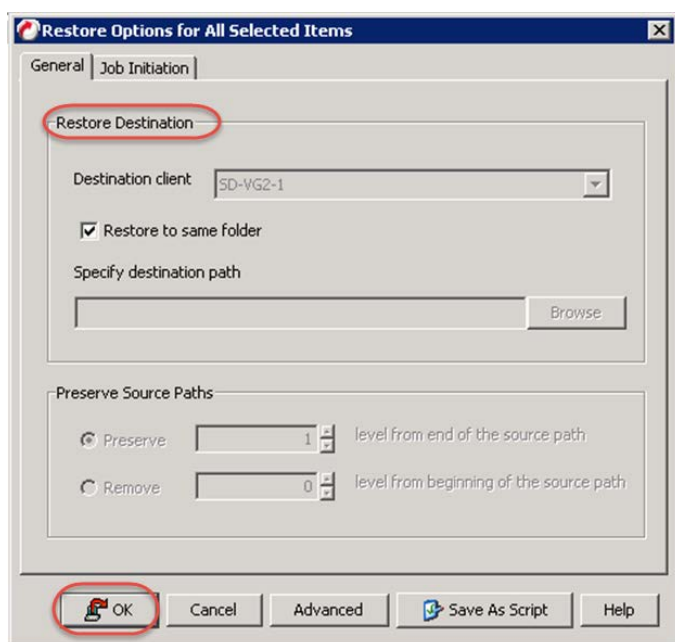 Restore Options for All Selected Items
General Job Initiation
Restore Destination
Destination client SD-VG2-1
Restore to same folder
Specify destination path
Browse
Preserve Source Paths
Preserve 1 level from end of the source path
Remove 0 level from beginning of the source path
OK Cancel Advanced Save As Script Help